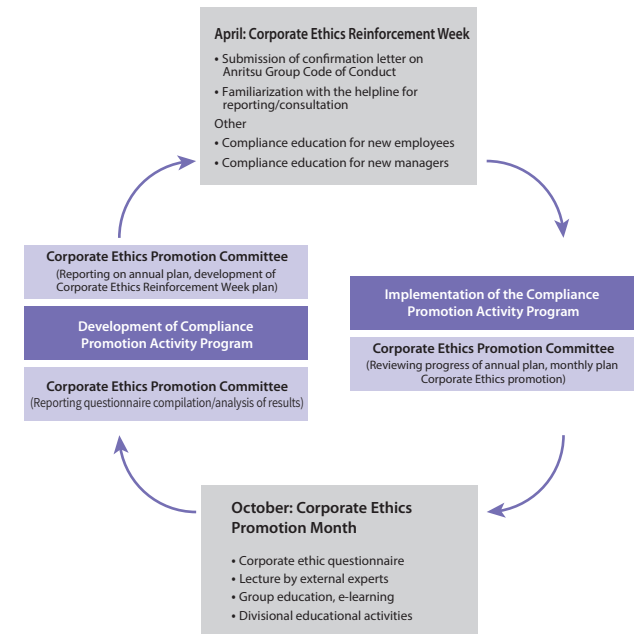 April: Corporate Ethics Reinforcement Week
• Submission of confirmation letter on
Anritsu Group Code of Conduct
• Familiarization with the helpline for
reporting/consultation
Other
• Compliance education for new employees
• Compliance education for new managers
Corporate Ethics Promotion Committee
(Reporting on annual plan, development of
Corporate Ethics Reinforcement Week plan)
Development of Compliance
Promotion Activity Program
Corporate Ethics Promotion Committee
(Reporting questionnaire compilation/analysis of results)
Implementation of the Compliance
Promotion Activity Program
Corporate Ethics Promotion Committee
(Reviewing progress of annual plan, monthly plan
Corporate Ethics promotion)
October: Corporate Ethics
Promotion Month
• Corporate ethic questionnaire
• Lecture by external experts
• Group education, e-learning
• Divisional educational activities